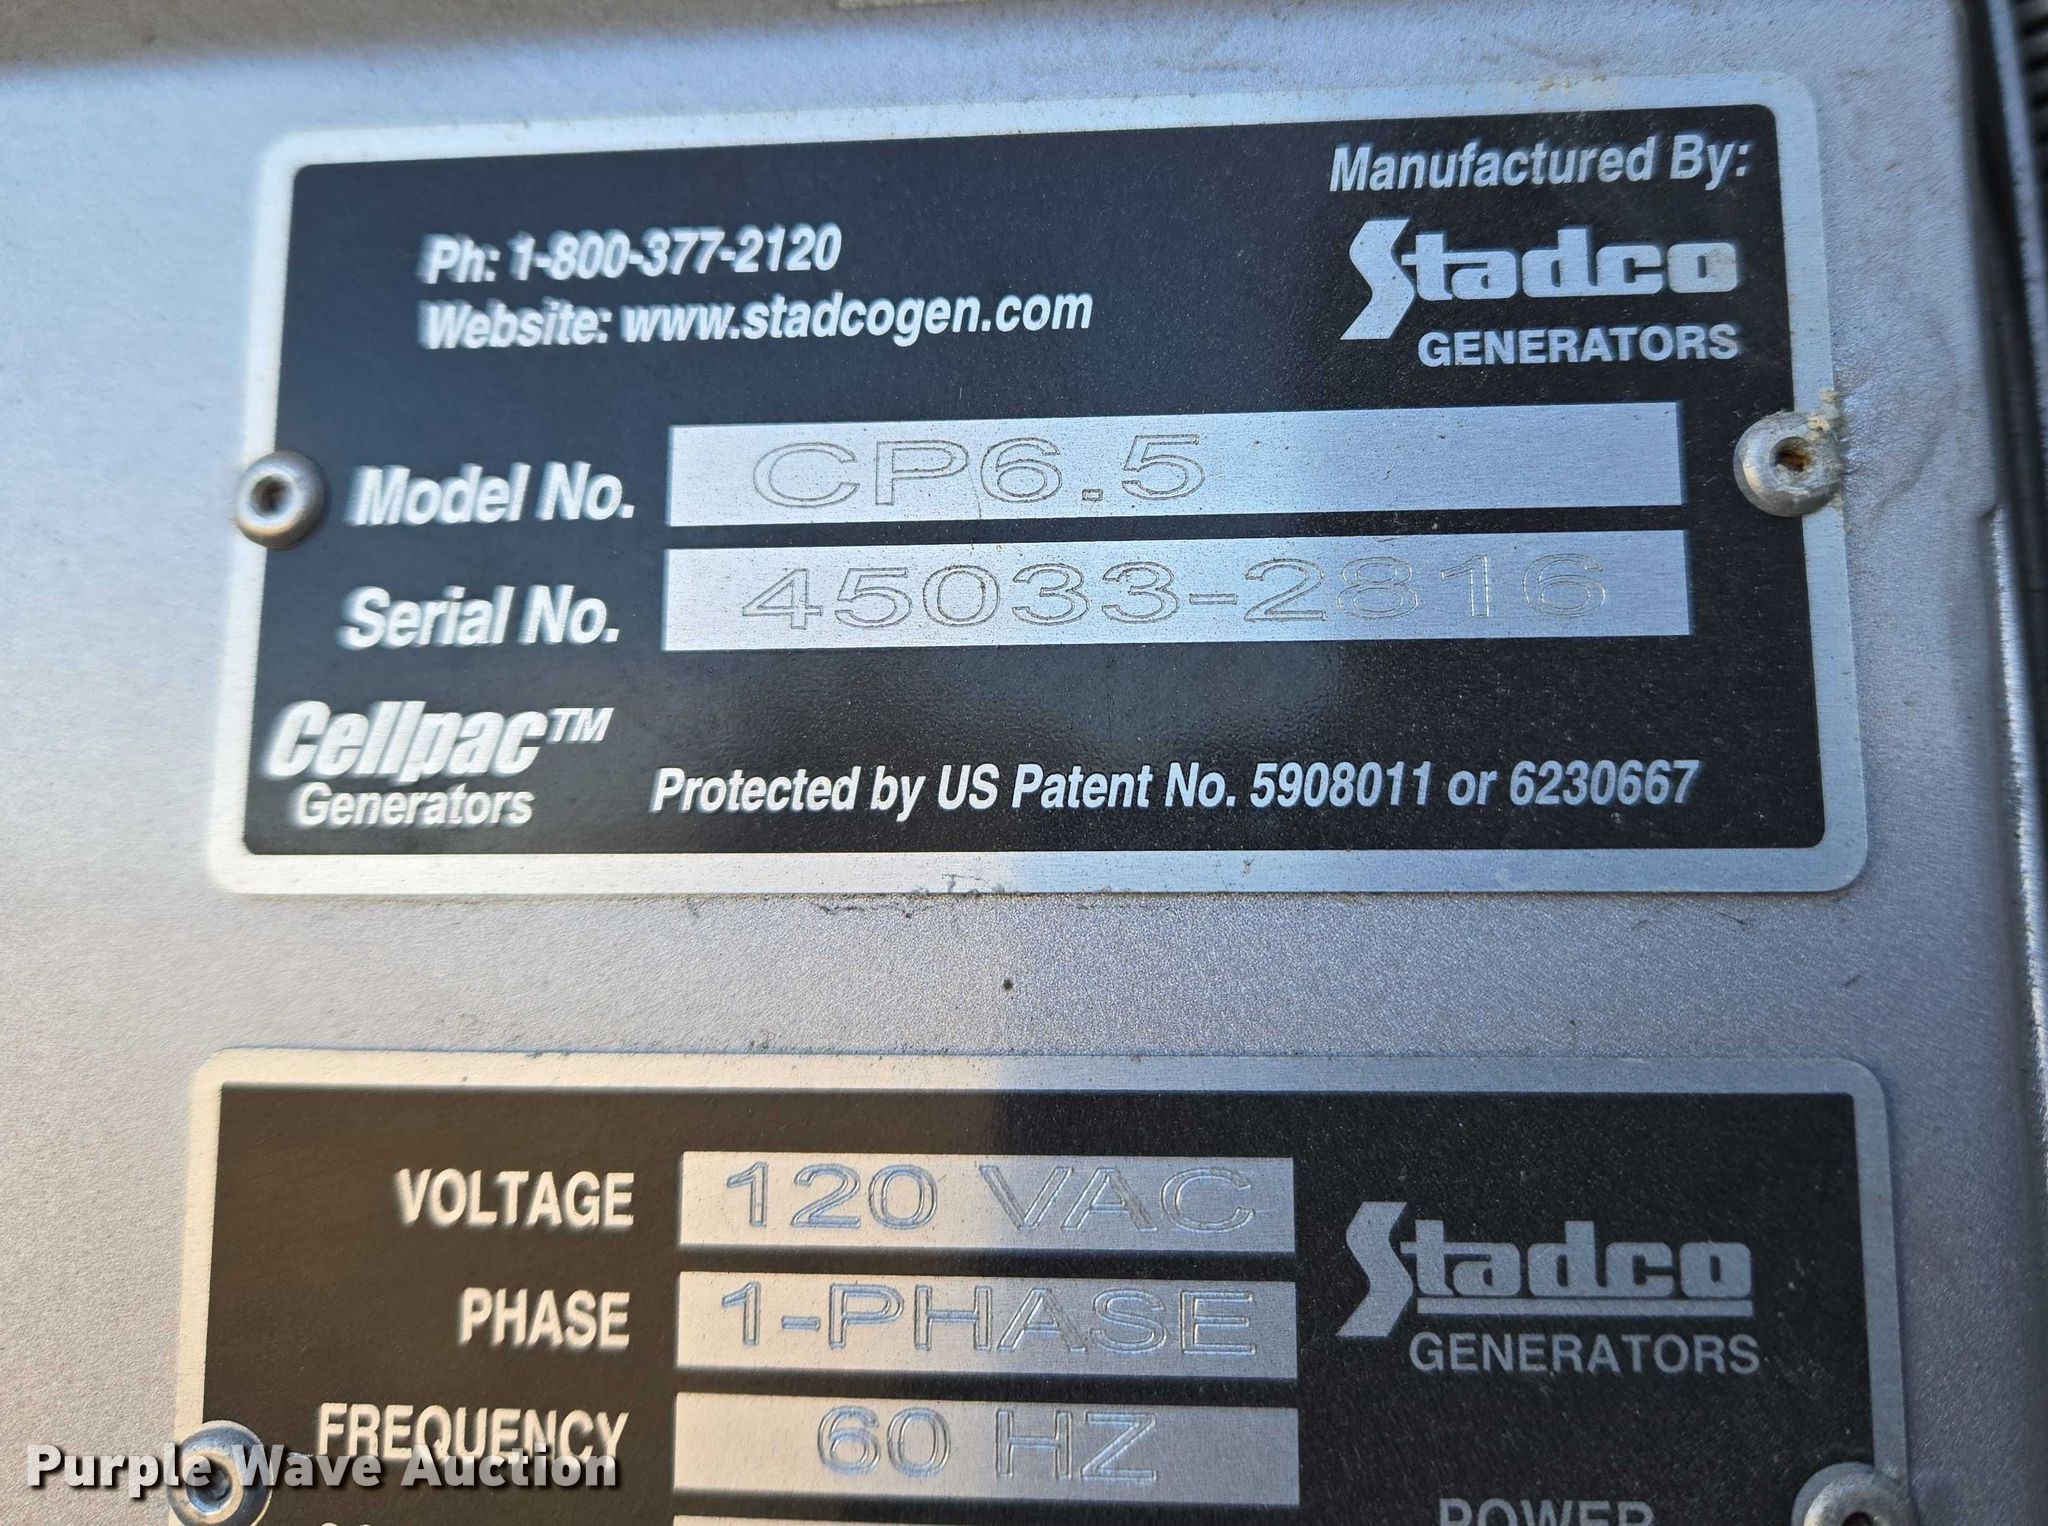 Manufactured By:
Stadco
GENERATORS
Ph: 1-800-377-2120
Website: www.stadcogen.com
Model No. CP6.5
Serial No. 45033-2816
Cellpac™
Generators
Protected by US Patent No. 5908011 or 6230667
VOLTAGE 120 VAC
PHASE 1-PHASE
FREQUENCY 60 HZ
Stadco
GENERATORS
POWER
Purple Wave Auction